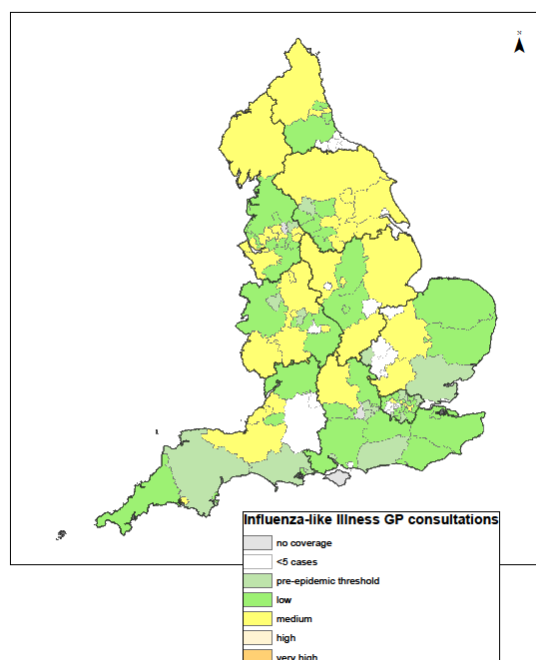 N
Influenza-like Illness GP consultations
no coverage
<5 cases
pre-epidemic threshold
low
medium
high
very high